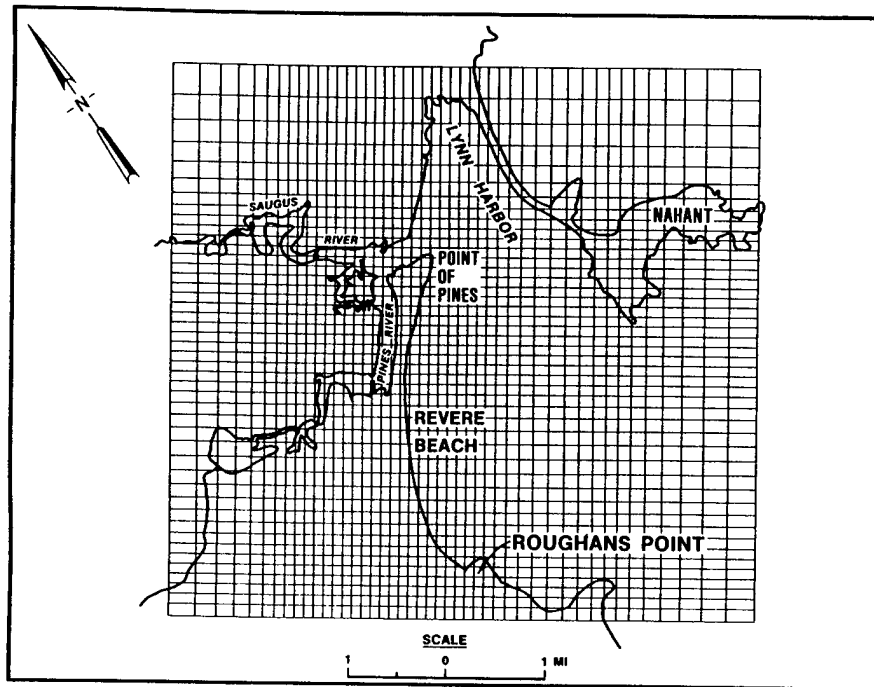 N
LYNN HARBOR
SAUGUS
RIVER
NAHANT
POINT
OF
PINES
PINES RIVER
REVERE
BEACH
ROUGHANS POINT
SCALE
1 0 1 MI